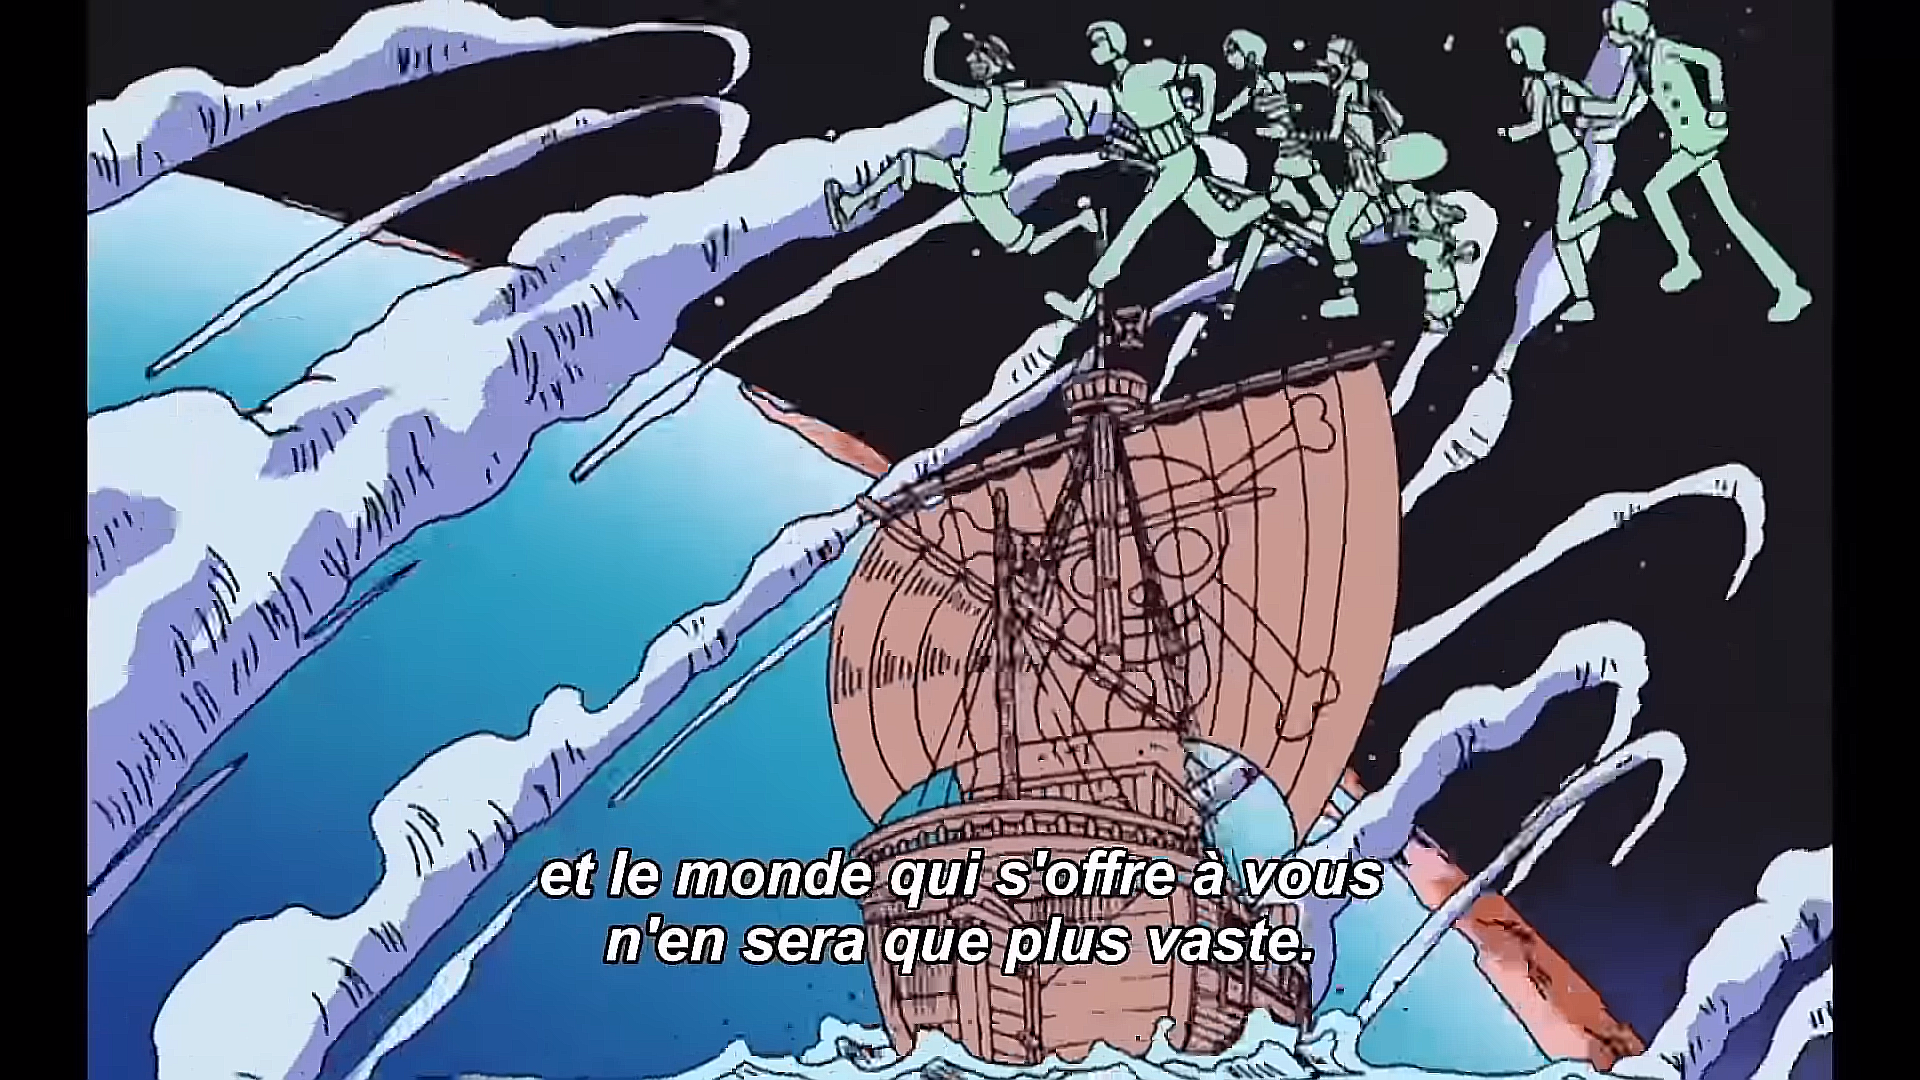 et le monde qui s'offre à vous
n'en sera que plus vaste.